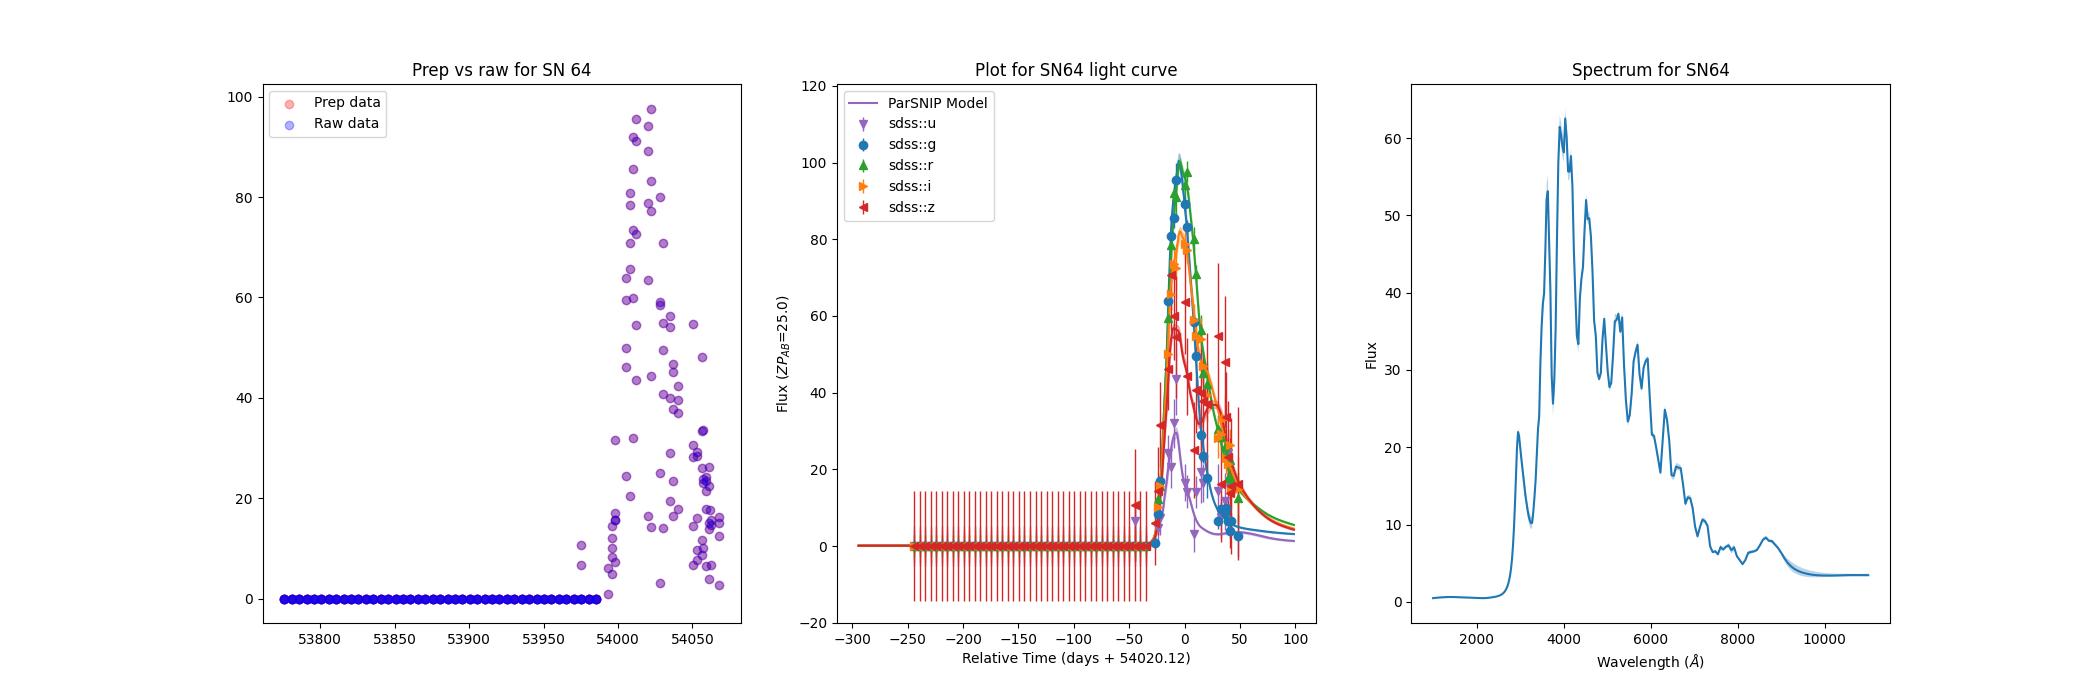 Prep vs raw for SN 64
100
80
60
40
20
0
53800
53850
53900
53950
54000
54050
Prep data
Raw data
Plot for SN64 light curve
120
100
80
60
40
20
0
−20
−300
−250
−200
−150
−100
−50
0
50
100
Flux (ZP_AB=25.0)
Relative Time (days + 54020.12)
ParSNIP Model
sdss::u
sdss::g
sdss::r
sdss::i
sdss::z
Spectrum for SN64
60
50
40
30
20
10
0
2000
4000
6000
8000
10000
Flux
Wavelength (Å)